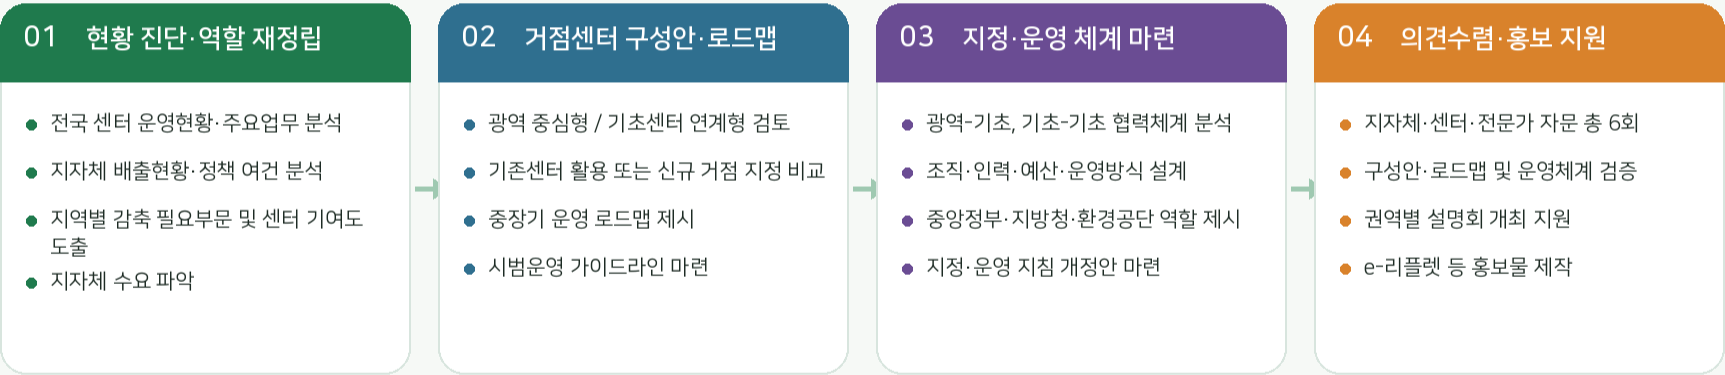 01 현황 진단·역할 재정립
전국 센터 운영현황·주요업무 분석
지자체 배출현황·정책 여건 분석
지역별 감축 필요부문 및 센터 기여도
도출
지자체 수요 파악
02 거점센터 구성안·로드맵
광역 중심형 / 기초센터 연계형 검토
기존센터 활용 또는 신규 거점 지정 비교
중장기 운영 로드맵 제시
시범운영 가이드라인 마련
03 지정·운영 체계 마련
광역-기초, 기초-기초 협력체계 분석
조직·인력·예산·운영방식 설계
중앙정부·지방청·환경공단 역할 제시
지정·운영 지침 개정안 마련
04 의견수렴·홍보 지원
지자체·센터·전문가 자문 총 6회
구성안·로드맵 및 운영체계 검증
권역별 설명회 개최 지원
e-리플렛 등 홍보물 제작